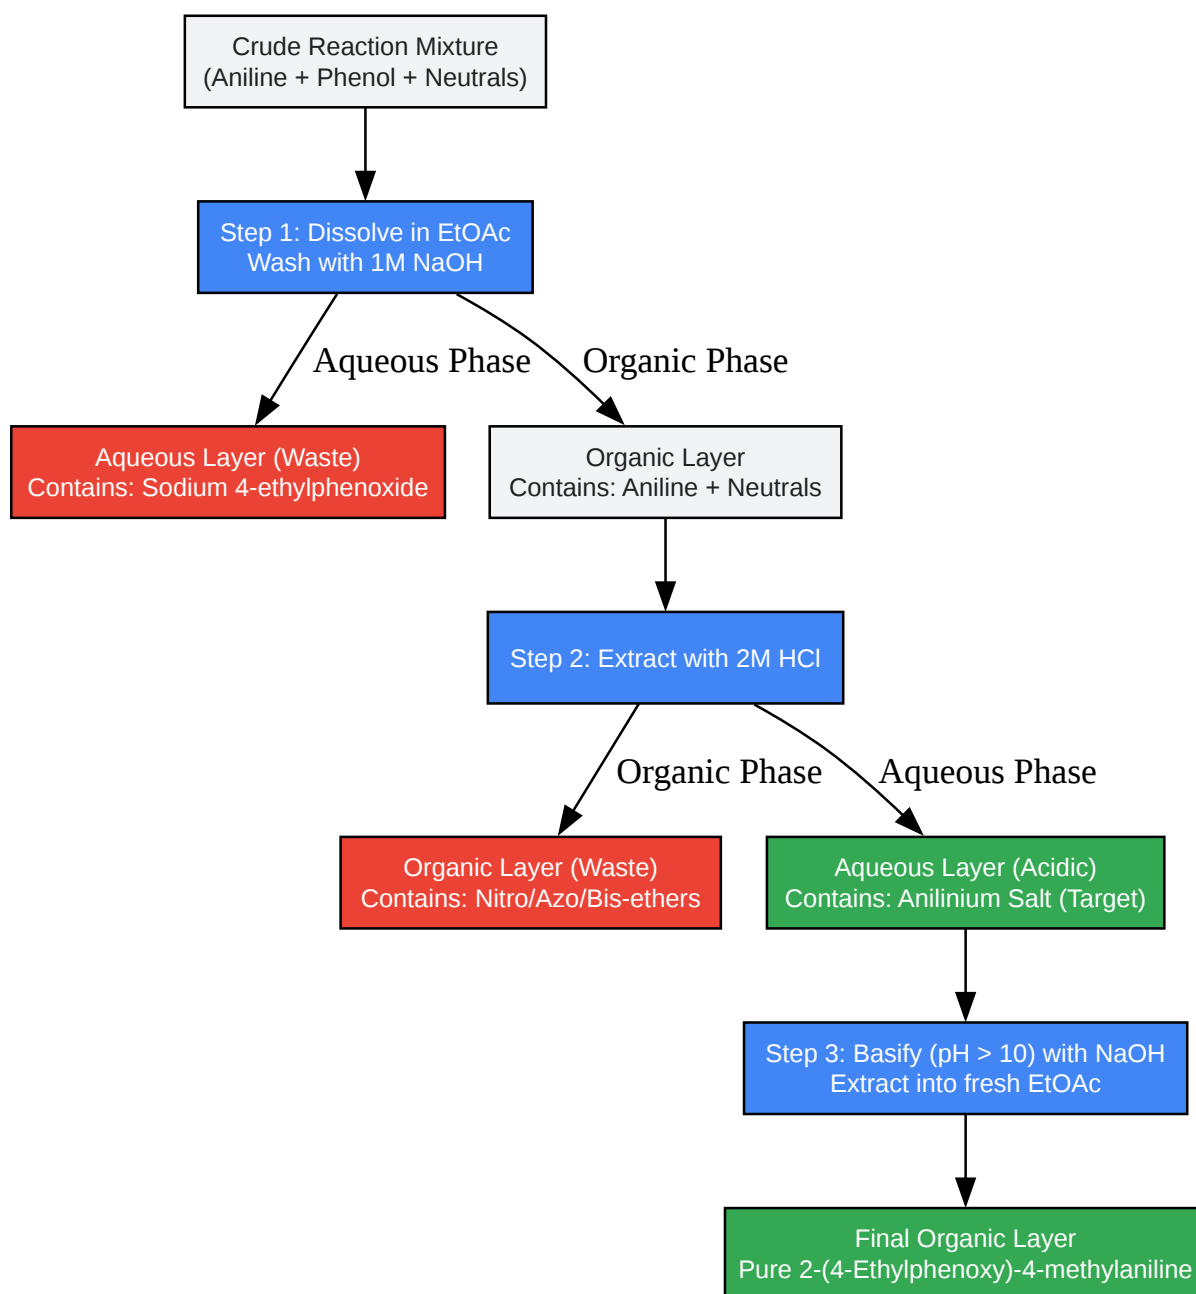 Crude Reaction Mixture
(Aniline + Phenol + Neutrals)
Step 1: Dissolve in EtOAc
Wash with 1M NaOH
Aqueous Phase
Organic Phase
Aqueous Layer (Waste)
Contains: Sodium 4-ethylphenoxide
Organic Layer
Contains: Aniline + Neutrals
Step 2: Extract with 2M HCl
Organic Phase
Aqueous Phase
Organic Layer (Waste)
Contains: Nitro/Azo/Bis-ethers
Aqueous Layer (Acidic)
Contains: Anilinium Salt (Target)
Step 3: Basify (pH > 10) with NaOH
Extract into fresh EtOAc
Final Organic Layer
Pure 2-(4-Ethylphenoxy)-4-methylaniline